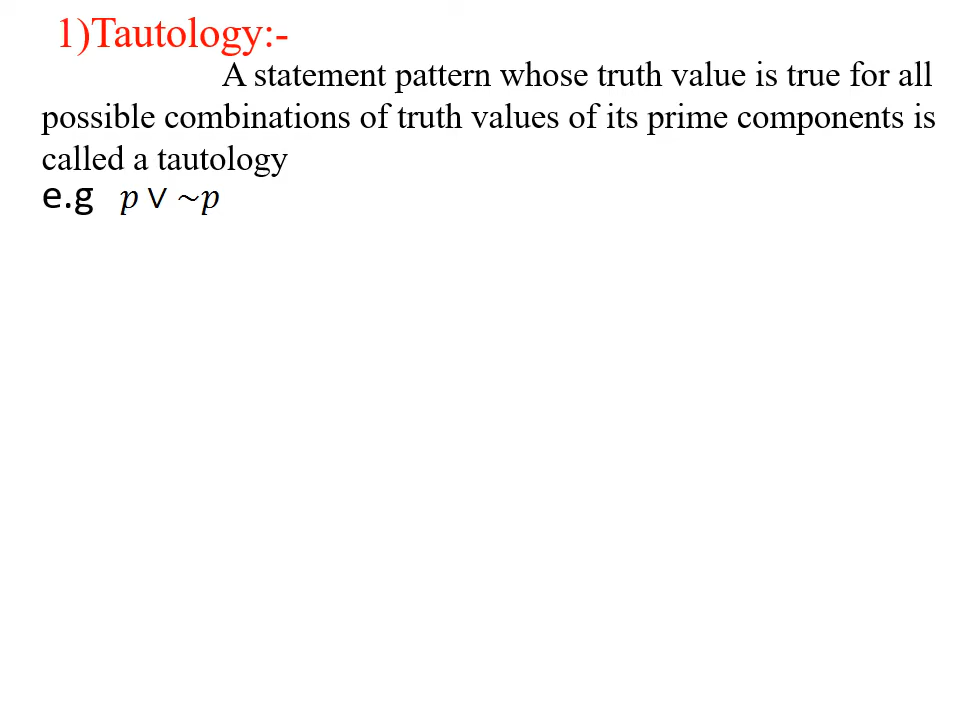 1)Tautology:-
A statement pattern whose truth value is true for all
possible combinations of truth values of its prime components is
called a tautology
e.g p ∨ ~p